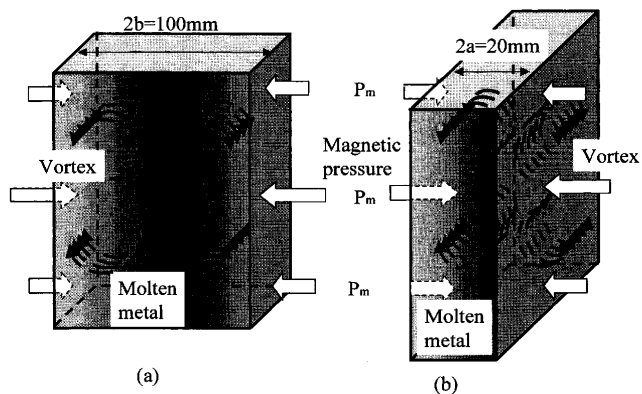 2b=100mm
Vortex
Molten
metal
(a)
2a=20mm
Pm
Magnetic
pressure
Pm
Pm
Vortex
Molten
metal
(b)